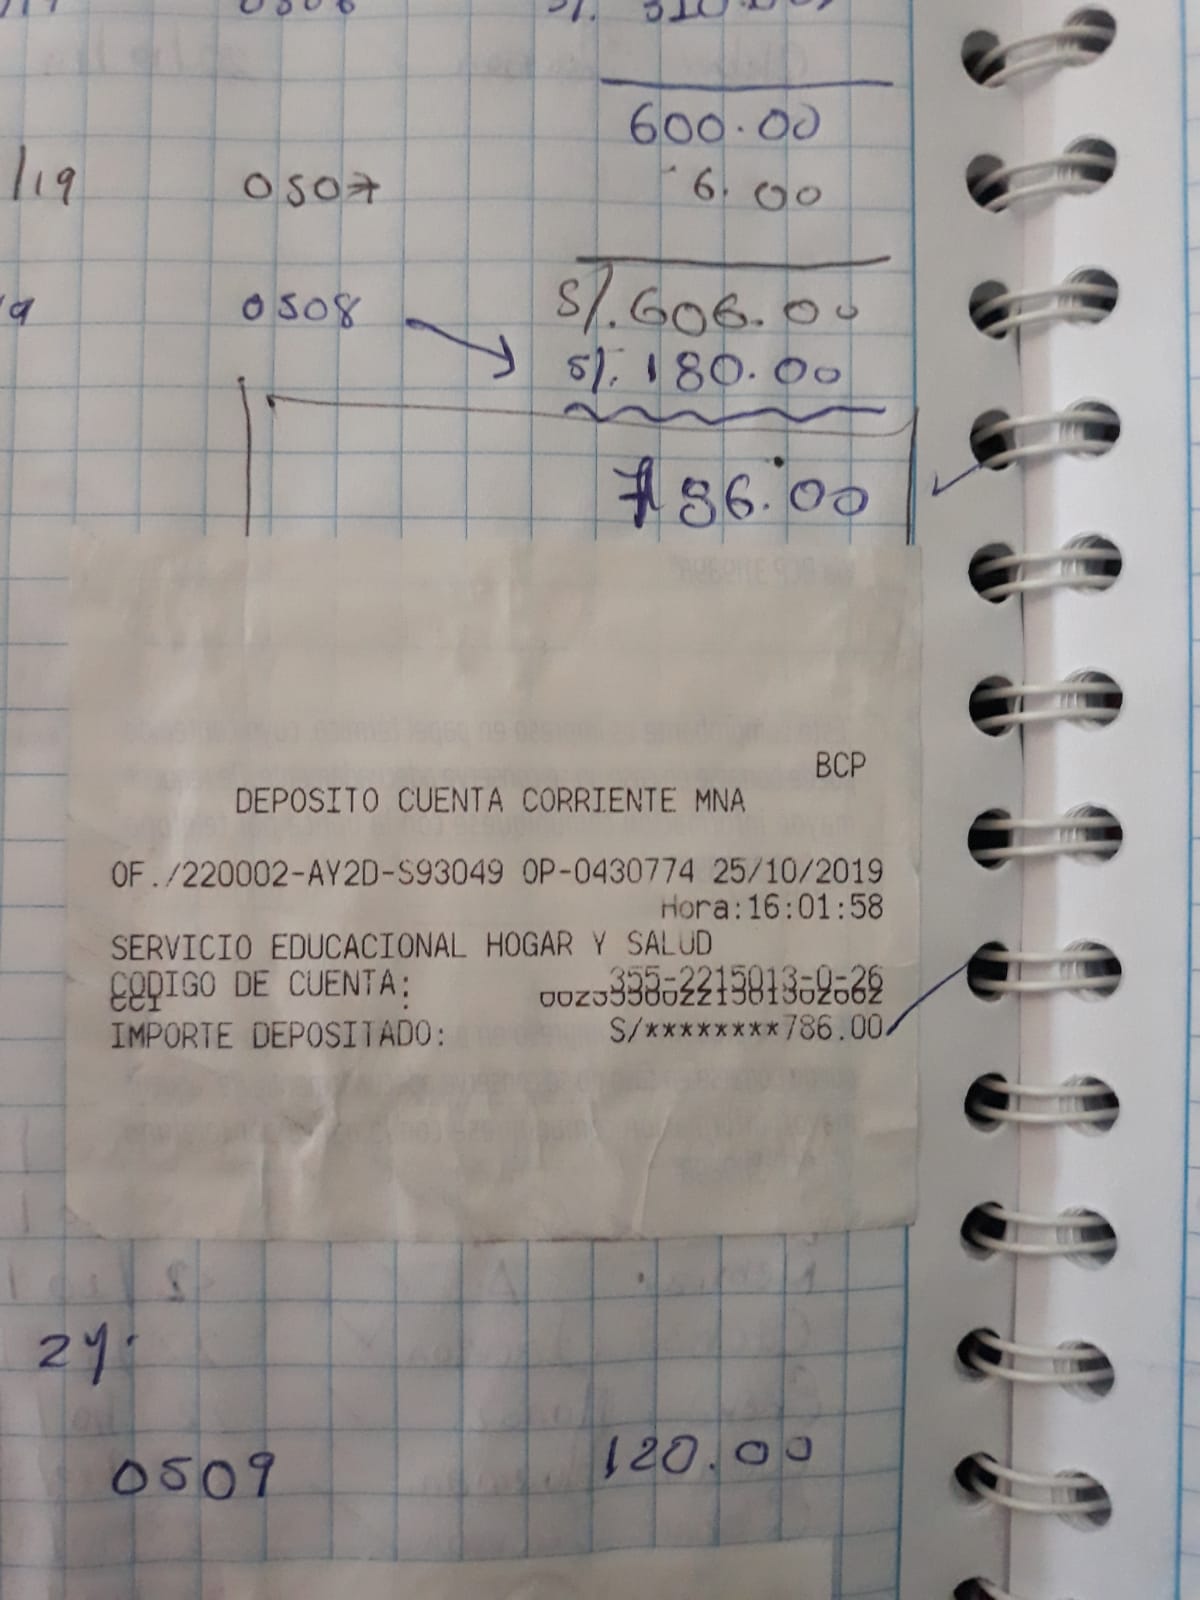 600.00
/19 0507 6.00
0508 S/.606.00
S/. 180.00
786.00
BCP
DEPOSITO CUENTA CORRIENTE MNA
OF./220002-AY2D-S93049 OP-0430774 25/10/2019
Hora:16:01:58
SERVICIO EDUCACIONAL HOGAR Y SALUD
CODIGO DE CUENTA: 355-2215013-0-26
CCI :
IMPORTE DEPOSITADO: S/********786.00
0509 120.00